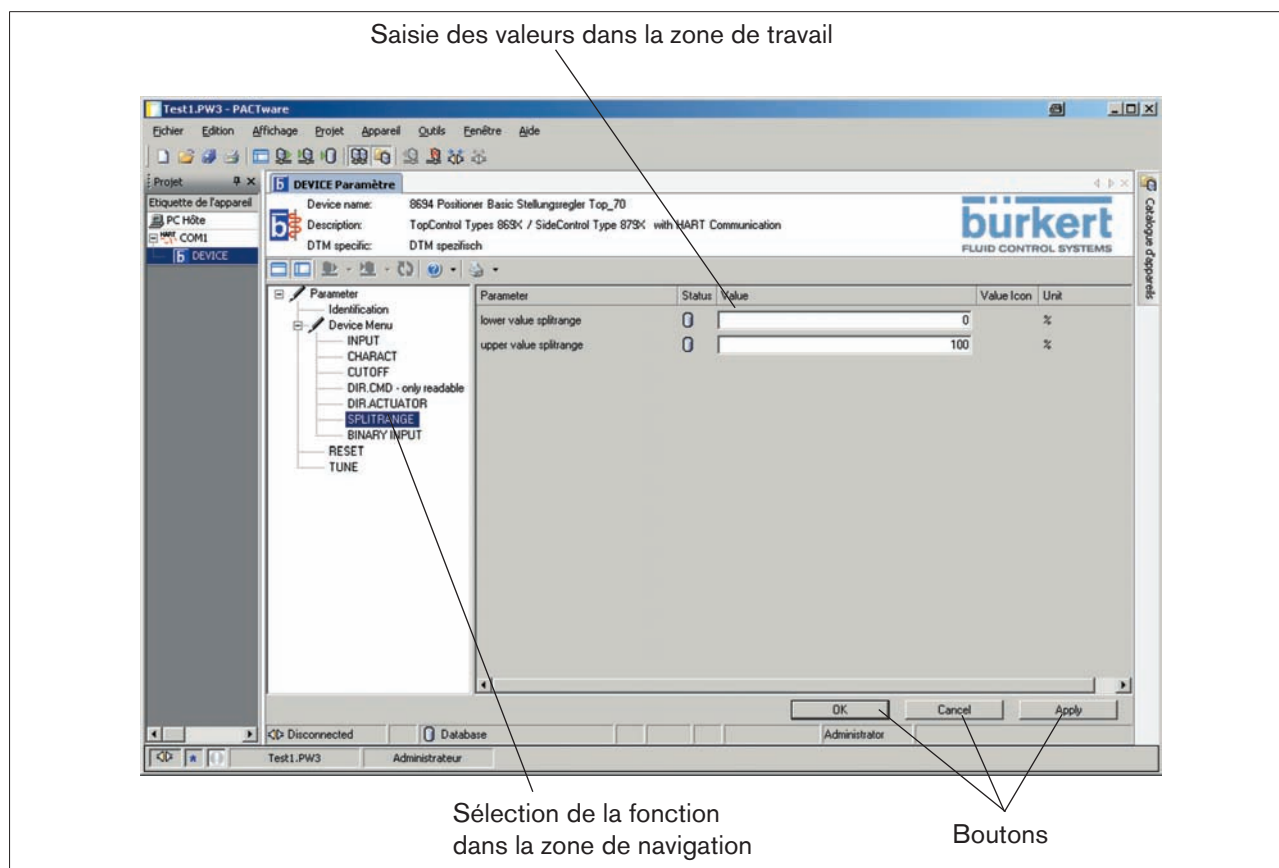 Saisie des valeurs dans la zone de travail
Test1.PW3 - PACTware
Fichier Edition Affichage Projet Appareil Outils Fenêtre Aide
Projet
Etiquette de l'appareil
PC Hôte
HART COM1
DEVICE
DEVICE Paramètre
Device name: 8694 Positioner Basic Stellungsregler Top_70
Description: TopControl Types 869X / SideControl Type 879X with HART Communication
DTM specific: DTM spezifisch
bürkert
FLUID CONTROL SYSTEMS
Catalogue d'appareils
Parameter
Identification
Device Menu
INPUT
CHARACT
CUTOFF
DIR.CMD - only readable
DIR.ACTUATOR
SPLITRANGE
BINARY INPUT
RESET
TUNE
Parameter Status Value Value Icon Unit
lower value splitrange 0 %
upper value splitrange 100 %
OK Cancel Apply
Disconnected Database Administrator
Test1.PW3 Administrateur
Sélection de la fonction
dans la zone de navigation
Boutons